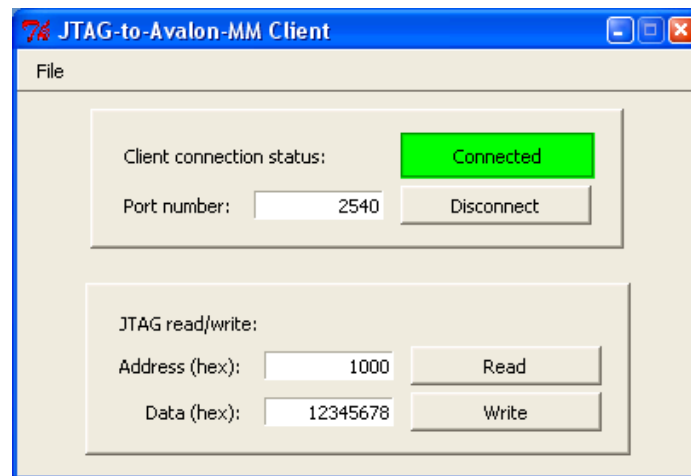 JTAG-to-Avalon-MM Client
File
Client connection status: Connected
Port number: 2540 Disconnect
JTAG read/write:
Address (hex): 1000 Read
Data (hex): 12345678 Write